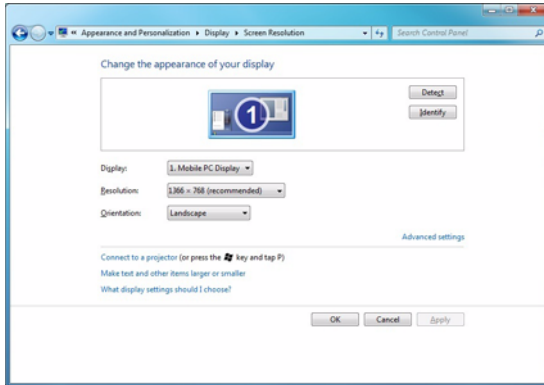 « Appearance and Personalization ▸ Display ▸ Screen Resolution
Search Control Panel
Change the appearance of your display
1
Detect
Identify
Display:
1. Mobile PC Display
Resolution:
1366 × 768 (recommended)
Orientation:
Landscape
Advanced settings
Connect to a projector (or press the key and tap P)
Make text and other items larger or smaller
What display settings should I choose?
OK
Cancel
Apply